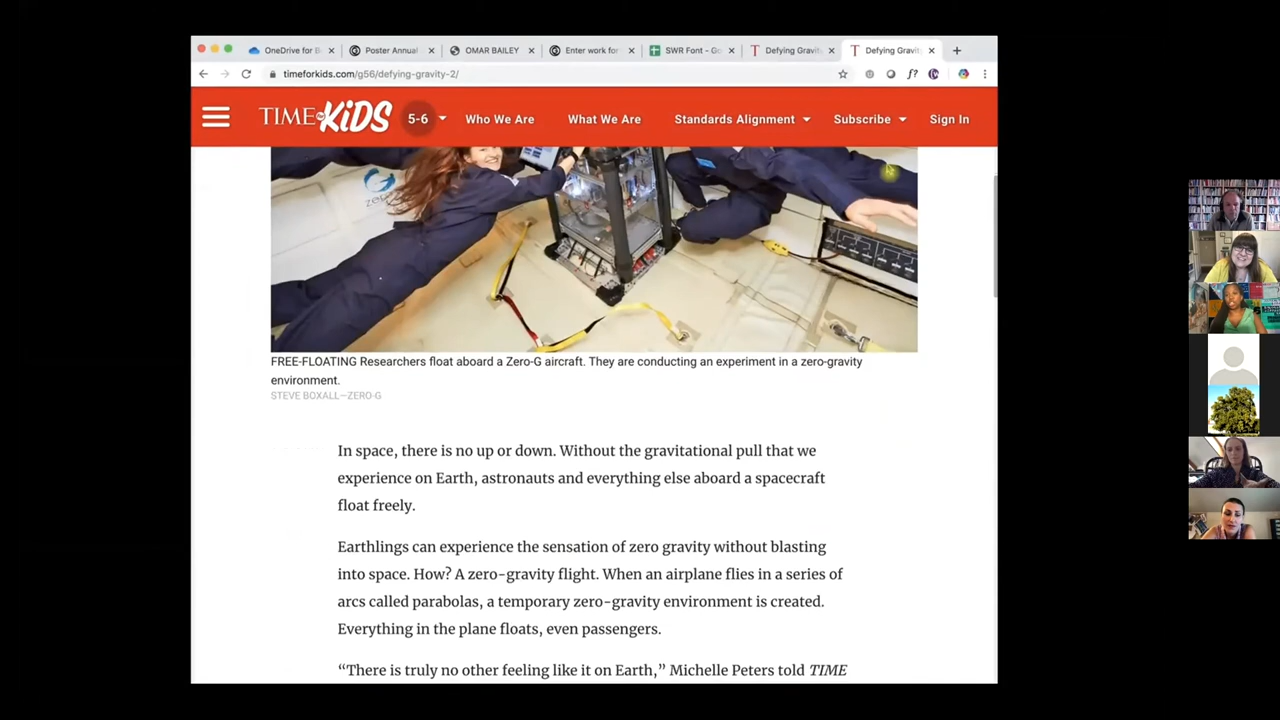 OneDrive for B
Poster Annual
OMAR BAILEY
Enter work for
SWR Font - Go
Defying Gravit
Defying Gravit
timeforkids.com/g56/defying-gravity-2/
f?
TIME for KiDS
5-6
Who We Are
What We Are
Standards Alignment
Subscribe
Sign In
FREE-FLOATING Researchers float aboard a Zero-G aircraft. They are conducting an experiment in a zero-gravity
environment.
STEVE BOXALL—ZERO-G
In space, there is no up or down. Without the gravitational pull that we
experience on Earth, astronauts and everything else aboard a spacecraft
float freely.
Earthlings can experience the sensation of zero gravity without blasting
into space. How? A zero-gravity flight. When an airplane flies in a series of
arcs called parabolas, a temporary zero-gravity environment is created.
Everything in the plane floats, even passengers.
“There is truly no other feeling like it on Earth,” Michelle Peters told TIME